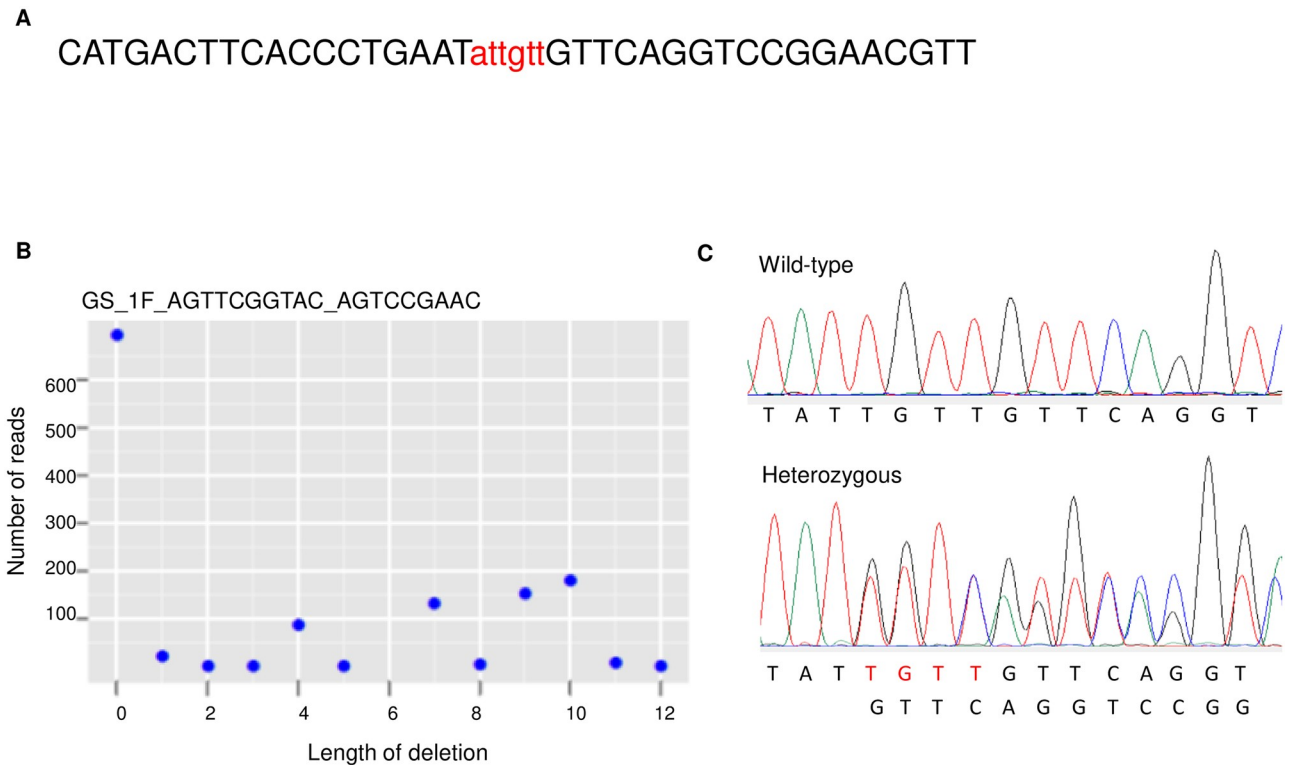 A
CATGACTTCACCCTGAATattgttGTTCAGGTCCGGAACGTT
B
GS_1F_AGTTCGGTAC_AGTCCGAAC
Number of reads
600
500
400
300
200
100
0 2 4 6 8 10 12
Length of deletion
C
Wild-type
T A T T G T T G T T C A G G T
Heterozygous
T A T T G T T G T T C A G G T
G T T C A G G T C C G G